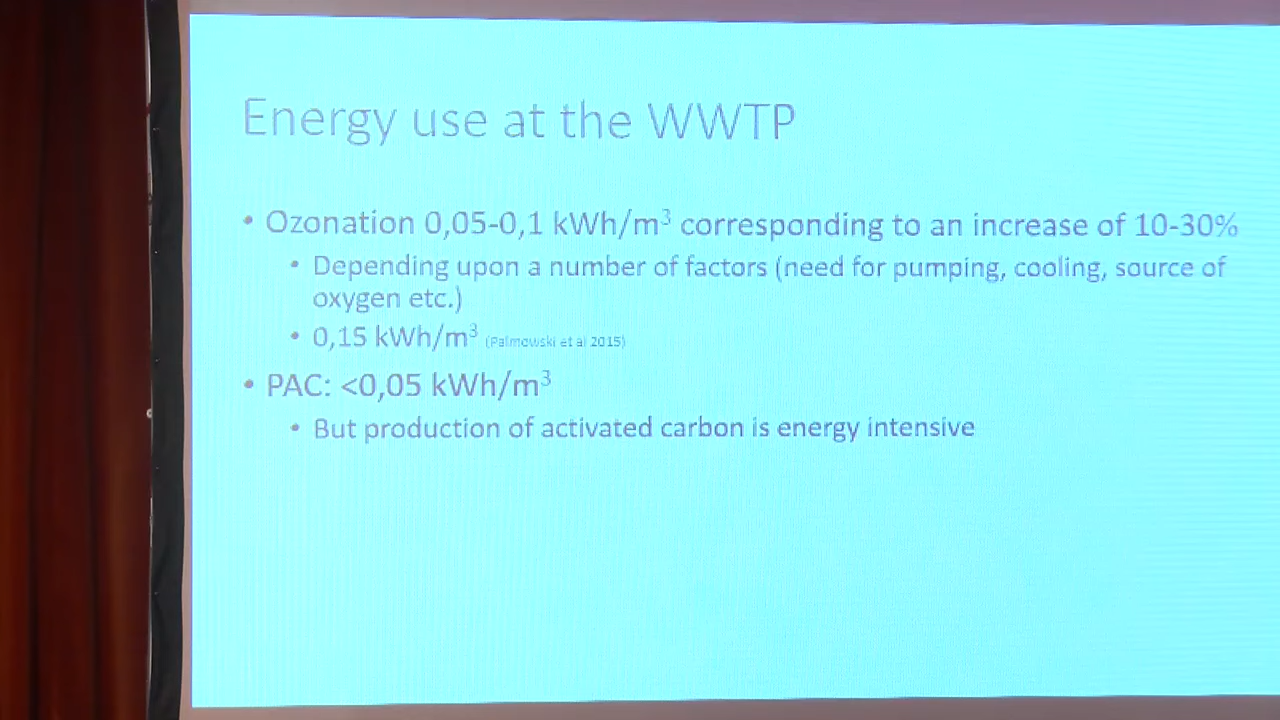 Energy use at the WWTP
• Ozonation 0,05-0,1 kWh/m³ corresponding to an increase of 10-30%
• Depending upon a number of factors (need for pumping, cooling, source of
oxygen etc.)
• 0,15 kWh/m³ (Palmowski et al 2015)
• PAC: <0,05 kWh/m³
• But production of activated carbon is energy intensive